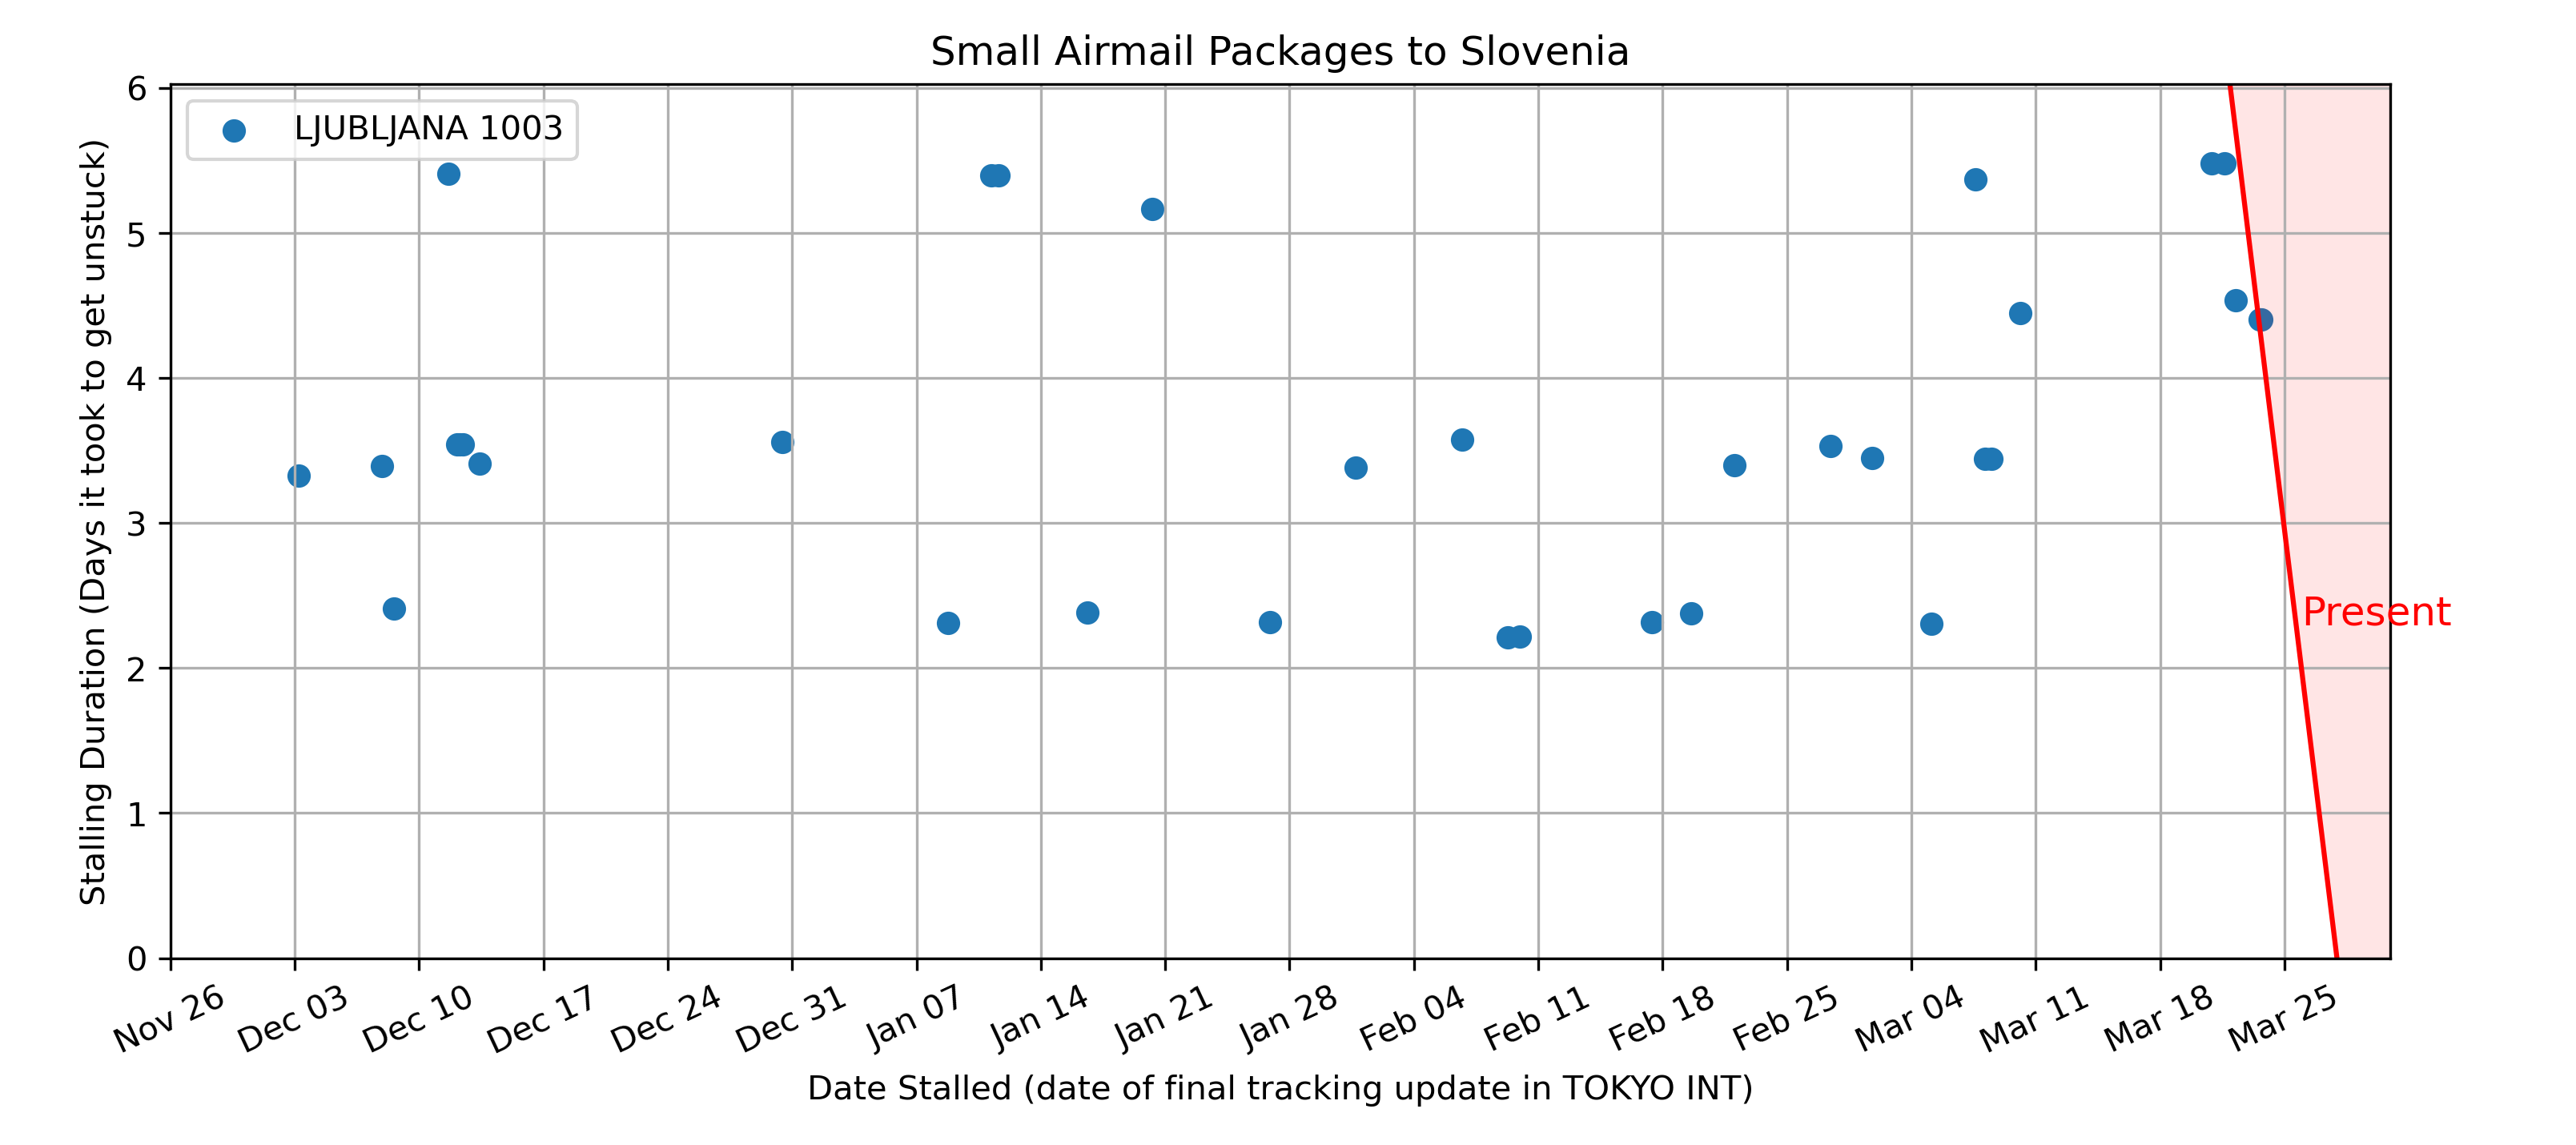 Small Airmail Packages to Slovenia
LJUBLJANA 1003
Stalling Duration (Days it took to get unstuck)
6
5
4
3
2
1
0
Present
Nov 26
Dec 03
Dec 10
Dec 17
Dec 24
Dec 31
Jan 07
Jan 14
Jan 21
Jan 28
Feb 04
Feb 11
Feb 18
Feb 25
Mar 04
Mar 11
Mar 18
Mar 25
Date Stalled (date of final tracking update in TOKYO INT)